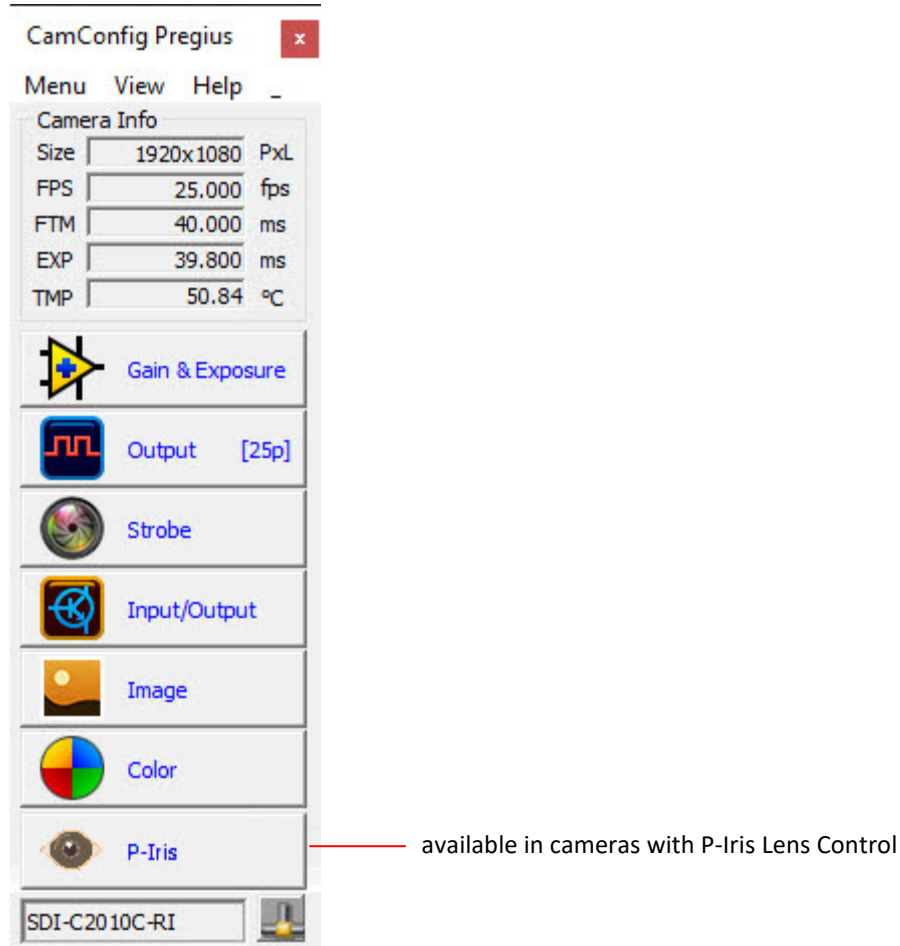 CamConfig Pregius x
Menu View Help _
Camera Info
Size 1920x1080 PxL
FPS 25.000 fps
FTM 40.000 ms
EXP 39.800 ms
TMP 50.84 ºC
Gain & Exposure
Output [25p]
Strobe
Input/Output
Image
Color
P-Iris available in cameras with P-Iris Lens Control
SDI-C2010C-RI